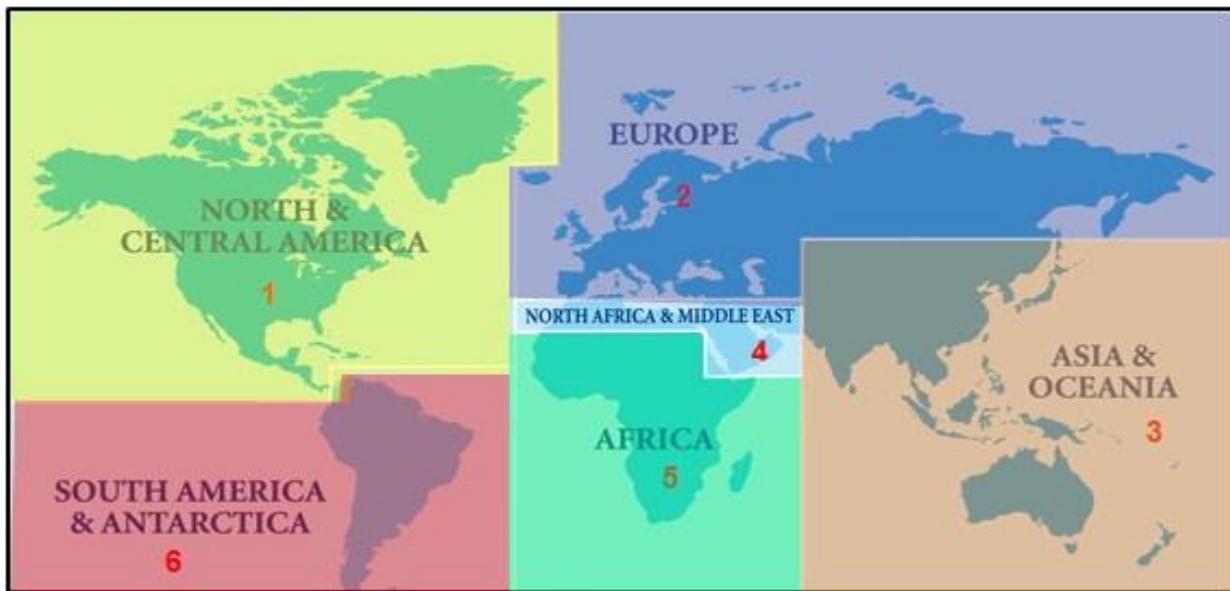 NORTH &
CENTRAL AMERICA
1
EUROPE
2
NORTH AFRICA & MIDDLE EAST
4
ASIA &
OCEANIA
3
AFRICA
5
SOUTH AMERICA
& ANTARCTICA
6